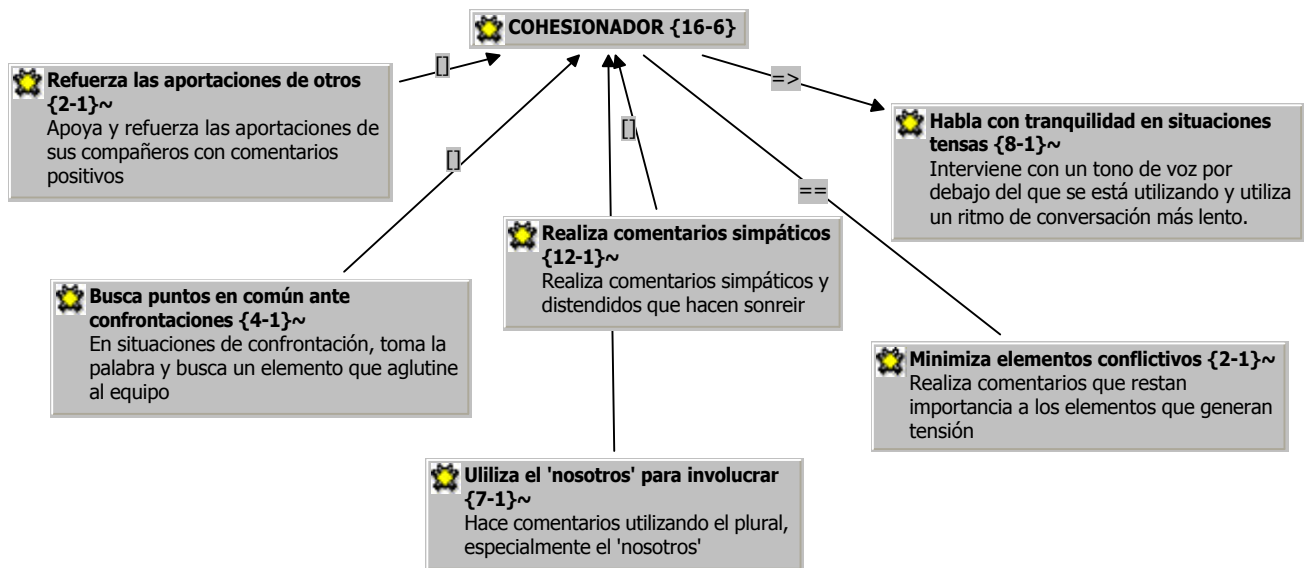 COHESIONADOR {16-6}
[]
=>
Refuerza las aportaciones de otros
{2-1}~
Apoya y refuerza las aportaciones de
sus compañeros con comentarios
positivos
Habla con tranquilidad en situaciones
tensas {8-1}~
Interviene con un tono de voz por
debajo del que se está utilizando y utiliza
un ritmo de conversación más lento.
[]
[]
==
Realiza comentarios simpáticos
{12-1}~
Realiza comentarios simpáticos y
distendidos que hacen sonreir
Busca puntos en común ante
confrontaciones {4-1}~
En situaciones de confrontación, toma la
palabra y busca un elemento que aglutine
al equipo
Minimiza elementos conflictivos {2-1}~
Realiza comentarios que restan
importancia a los elementos que generan
tensión
Uliliza el 'nosotros' para involucrar
{7-1}~
Hace comentarios utilizando el plural,
especialmente el 'nosotros'